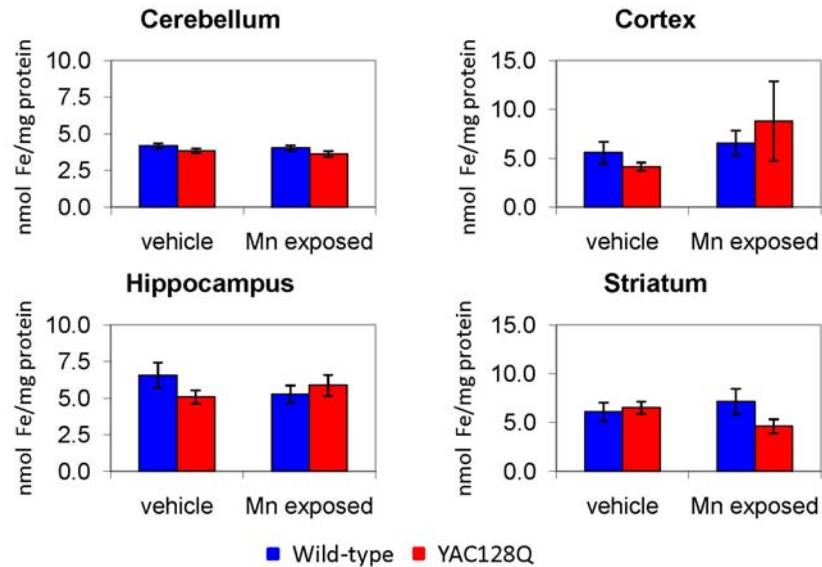 Cerebellum
nmol Fe/mg protein
10.0
7.5
5.0
2.5
0.0
vehicle Mn exposed
Cortex
nmol Fe/mg protein
15.0
10.0
5.0
0.0
vehicle Mn exposed
Hippocampus
nmol Fe/mg protein
10.0
7.5
5.0
2.5
0.0
vehicle Mn exposed
Striatum
nmol Fe/mg protein
15.0
10.0
5.0
0.0
vehicle Mn exposed
Wild-type YAC128Q